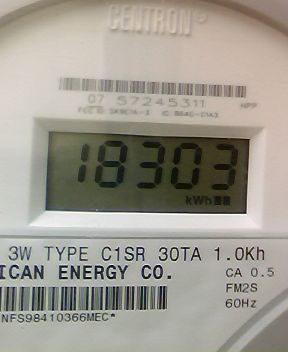 CENTRON®
07 57245311 HPP
18303
kWh
3W TYPE C1SR 30TA 1.0Kh
ICAN ENERGY CO. CA 0.5
FM2S
NFS98410366MEC* 60Hz